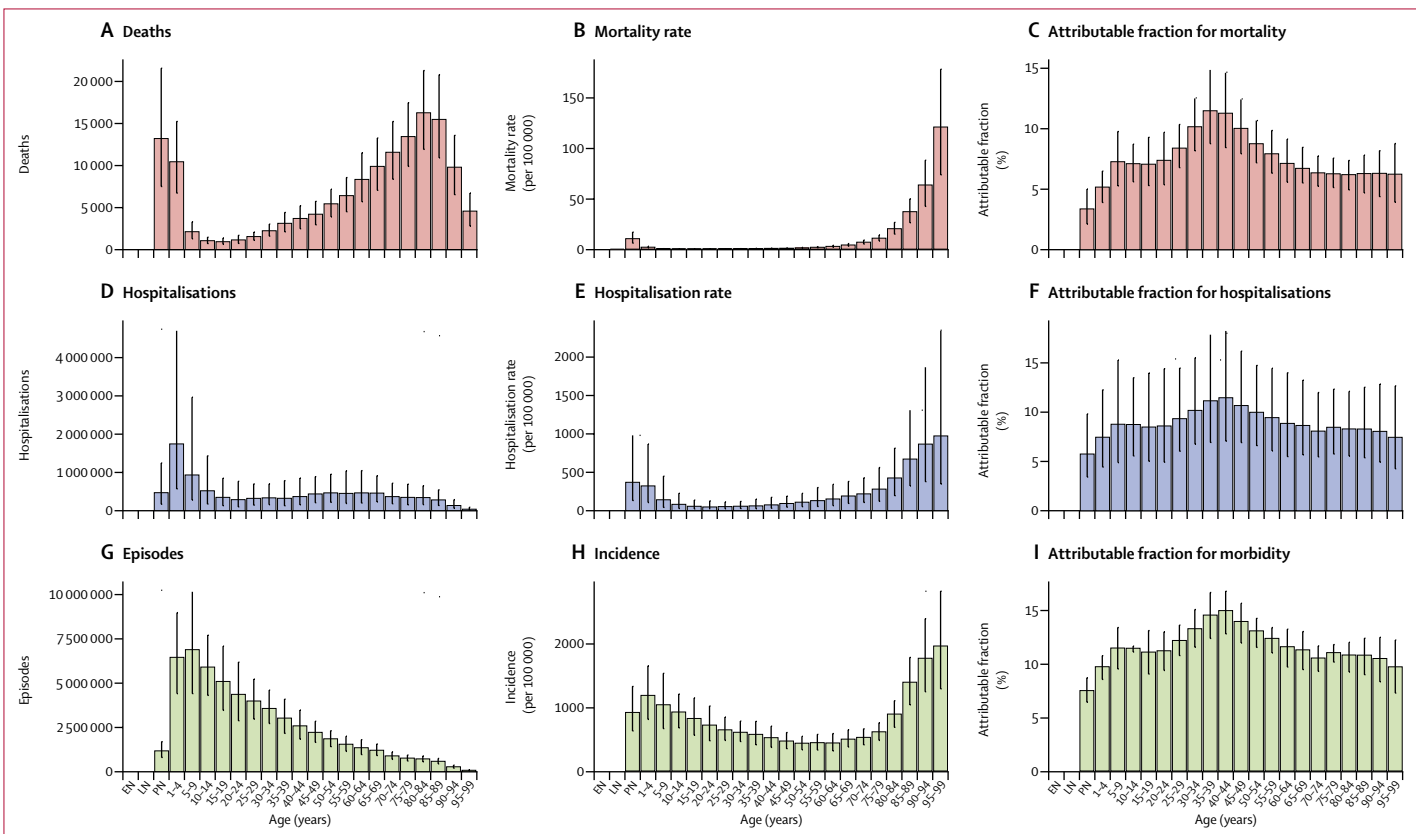 A Deaths
Deaths
20 000
15 000
10 000
5 000
0
B Mortality rate
Mortality rate
(per 100 000)
150
100
50
0
C Attributable fraction for mortality
Attributable fraction
(%)
15
10
5
0
D Hospitalisations
Hospitalisations
4 000 000
3 000 000
2 000 000
1 000 000
0
E Hospitalisation rate
Hospitalisation rate
(per 100 000)
2000
1500
1000
500
0
F Attributable fraction for hospitalisations
Attributable fraction
(%)
15
10
5
0
G Episodes
Episodes
10 000 000
7 500 000
5 000 000
2 500 000
0
EN
LN
PN
1–4
5–9
10–14
15–19
20–24
25–29
30–34
35–39
40–44
45–49
50–54
55–59
60–64
65–69
70–74
75–79
80–84
85–89
90–94
95–99
Age (years)
H Incidence
Incidence
(per 100 000)
2000
1000
0
EN
LN
PN
1–4
5–9
10–14
15–19
20–24
25–29
30–34
35–39
40–44
45–49
50–54
55–59
60–64
65–69
70–74
75–79
80–84
85–89
90–94
95–99
Age (years)
I Attributable fraction for morbidity
Attributable fraction
(%)
15
10
5
0
EN
LN
PN
1–4
5–9
10–14
15–19
20–24
25–29
30–34
35–39
40–44
45–49
50–54
55–59
60–64
65–69
70–74
75–79
80–84
85–89
90–94
95–99
Age (years)